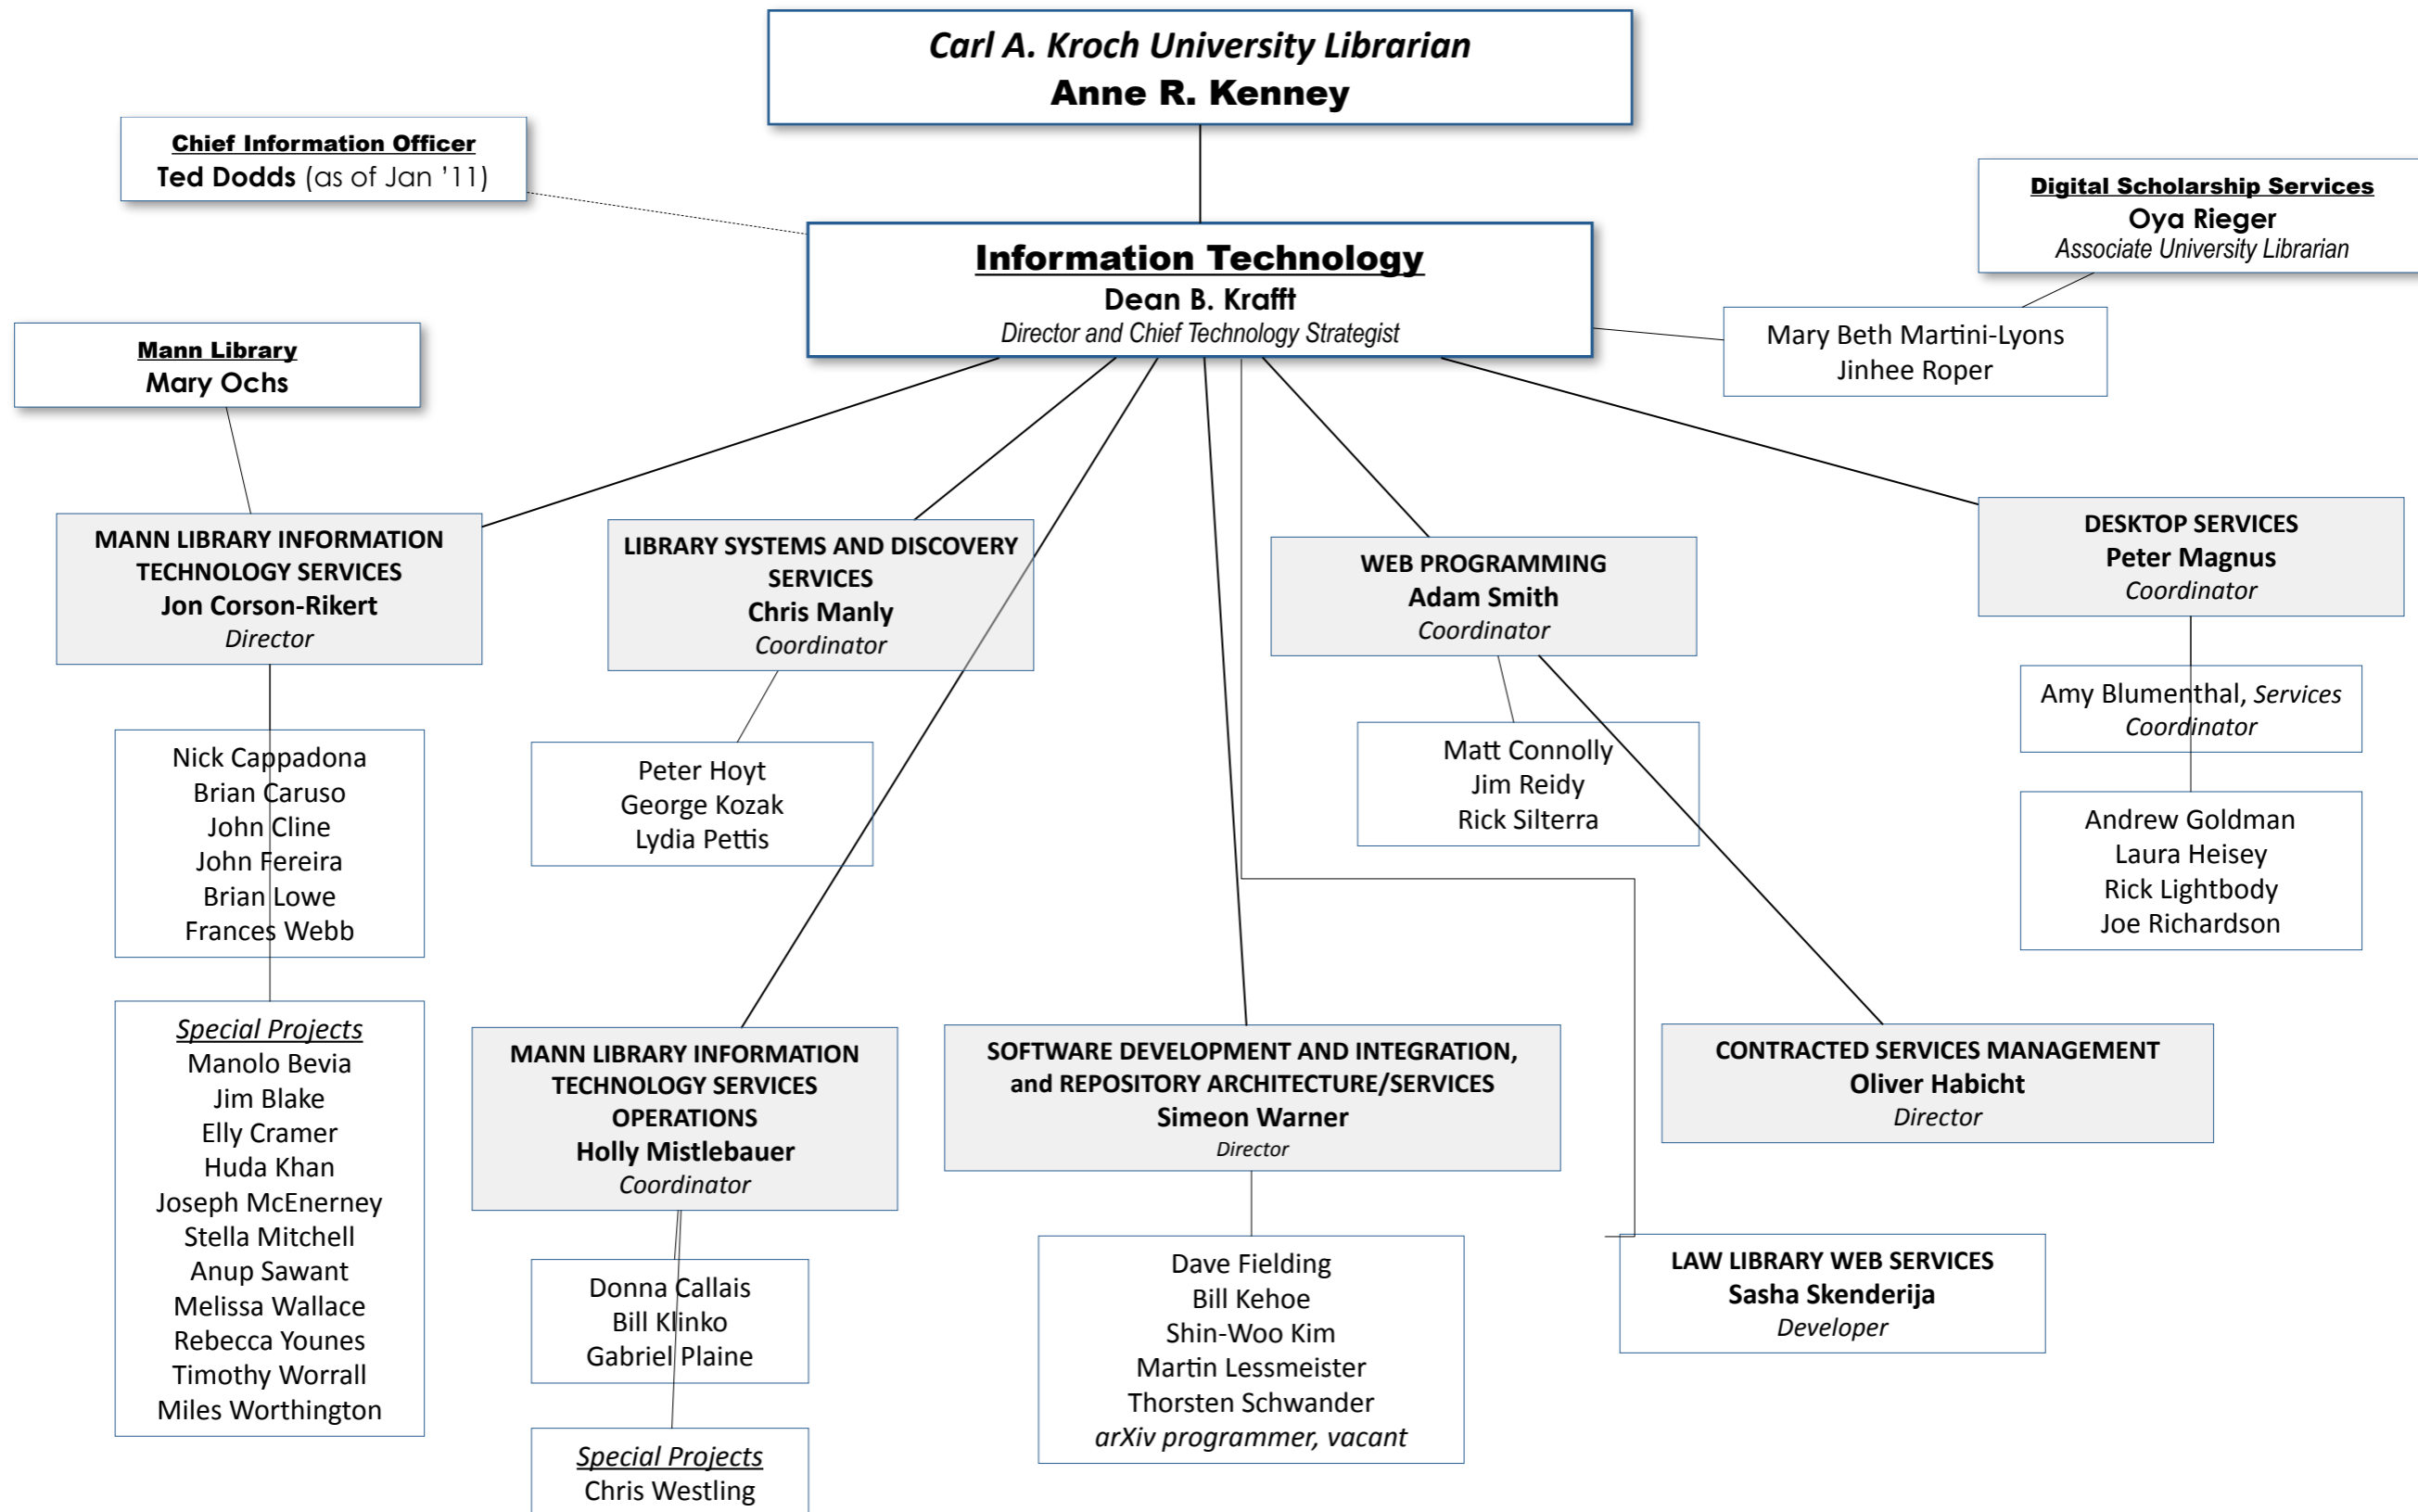 Carl A. Kroch University Librarian
Anne R. Kenney
Chief Information Officer
Ted Dodds (as of Jan ’11)
Digital Scholarship Services
Oya Rieger
Associate University Librarian
Information Technology
Dean B. Krafft
Director and Chief Technology Strategist
Mary Beth Martini-Lyons
Jinhee Roper
Mann Library
Mary Ochs
MANN LIBRARY INFORMATION
TECHNOLOGY SERVICES
Jon Corson-Rikert
Director
LIBRARY SYSTEMS AND DISCOVERY
SERVICES
Chris Manly
Coordinator
WEB PROGRAMMING
Adam Smith
Coordinator
DESKTOP SERVICES
Peter Magnus
Coordinator
Nick Cappadona
Brian Caruso
John Cline
John Fereira
Brian Lowe
Frances Webb
Peter Hoyt
George Kozak
Lydia Pettis
Matt Connolly
Jim Reidy
Rick Silterra
Amy Blumenthal, Services
Coordinator
Andrew Goldman
Laura Heisey
Rick Lightbody
Joe Richardson
Special Projects
Manolo Bevia
Jim Blake
Elly Cramer
Huda Khan
Joseph McEnerney
Stella Mitchell
Anup Sawant
Melissa Wallace
Rebecca Younes
Timothy Worrall
Miles Worthington
MANN LIBRARY INFORMATION
TECHNOLOGY SERVICES
OPERATIONS
Holly Mistlebauer
Coordinator
SOFTWARE DEVELOPMENT AND INTEGRATION,
and REPOSITORY ARCHITECTURE/SERVICES
Simeon Warner
Director
CONTRACTED SERVICES MANAGEMENT
Oliver Habicht
Director
Donna Callais
Bill Klinko
Gabriel Plaine
Dave Fielding
Bill Kehoe
Shin-Woo Kim
Martin Lessmeister
Thorsten Schwander
arXiv programmer, vacant
LAW LIBRARY WEB SERVICES
Sasha Skenderija
Developer
Special Projects
Chris Westling